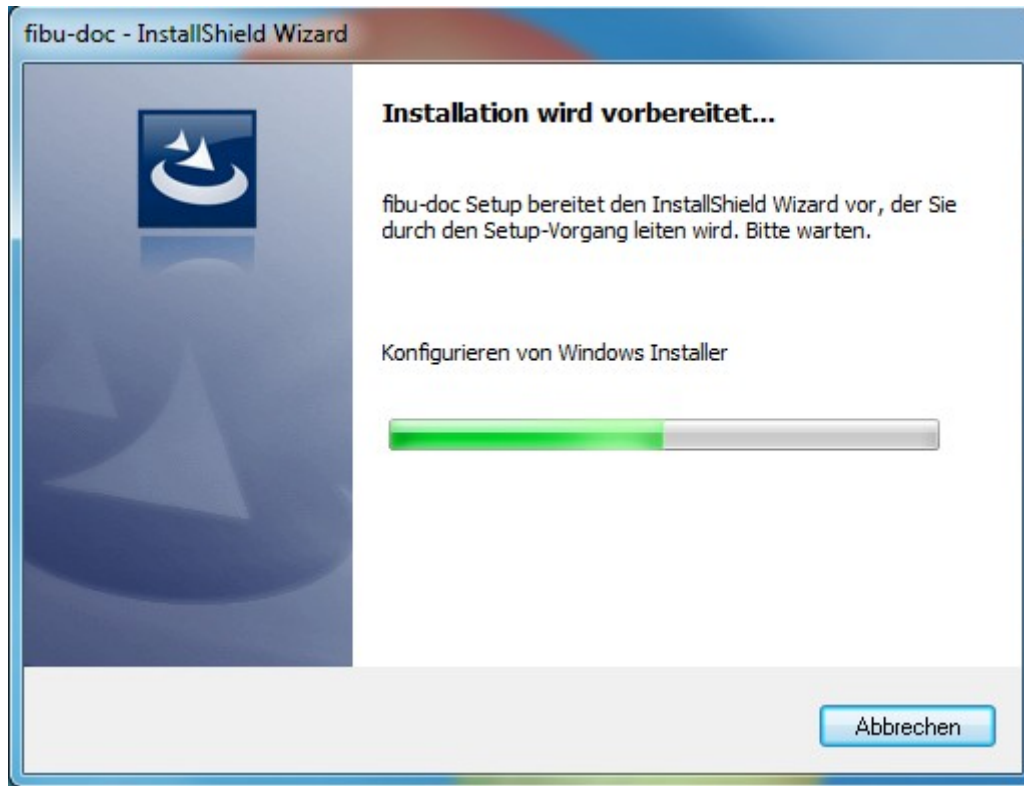 fibu-doc - InstallShield Wizard
Installation wird vorbereitet...
fibu-doc Setup bereitet den InstallShield Wizard vor, der Sie
durch den Setup-Vorgang leiten wird. Bitte warten.
Konfigurieren von Windows Installer
Abbrechen